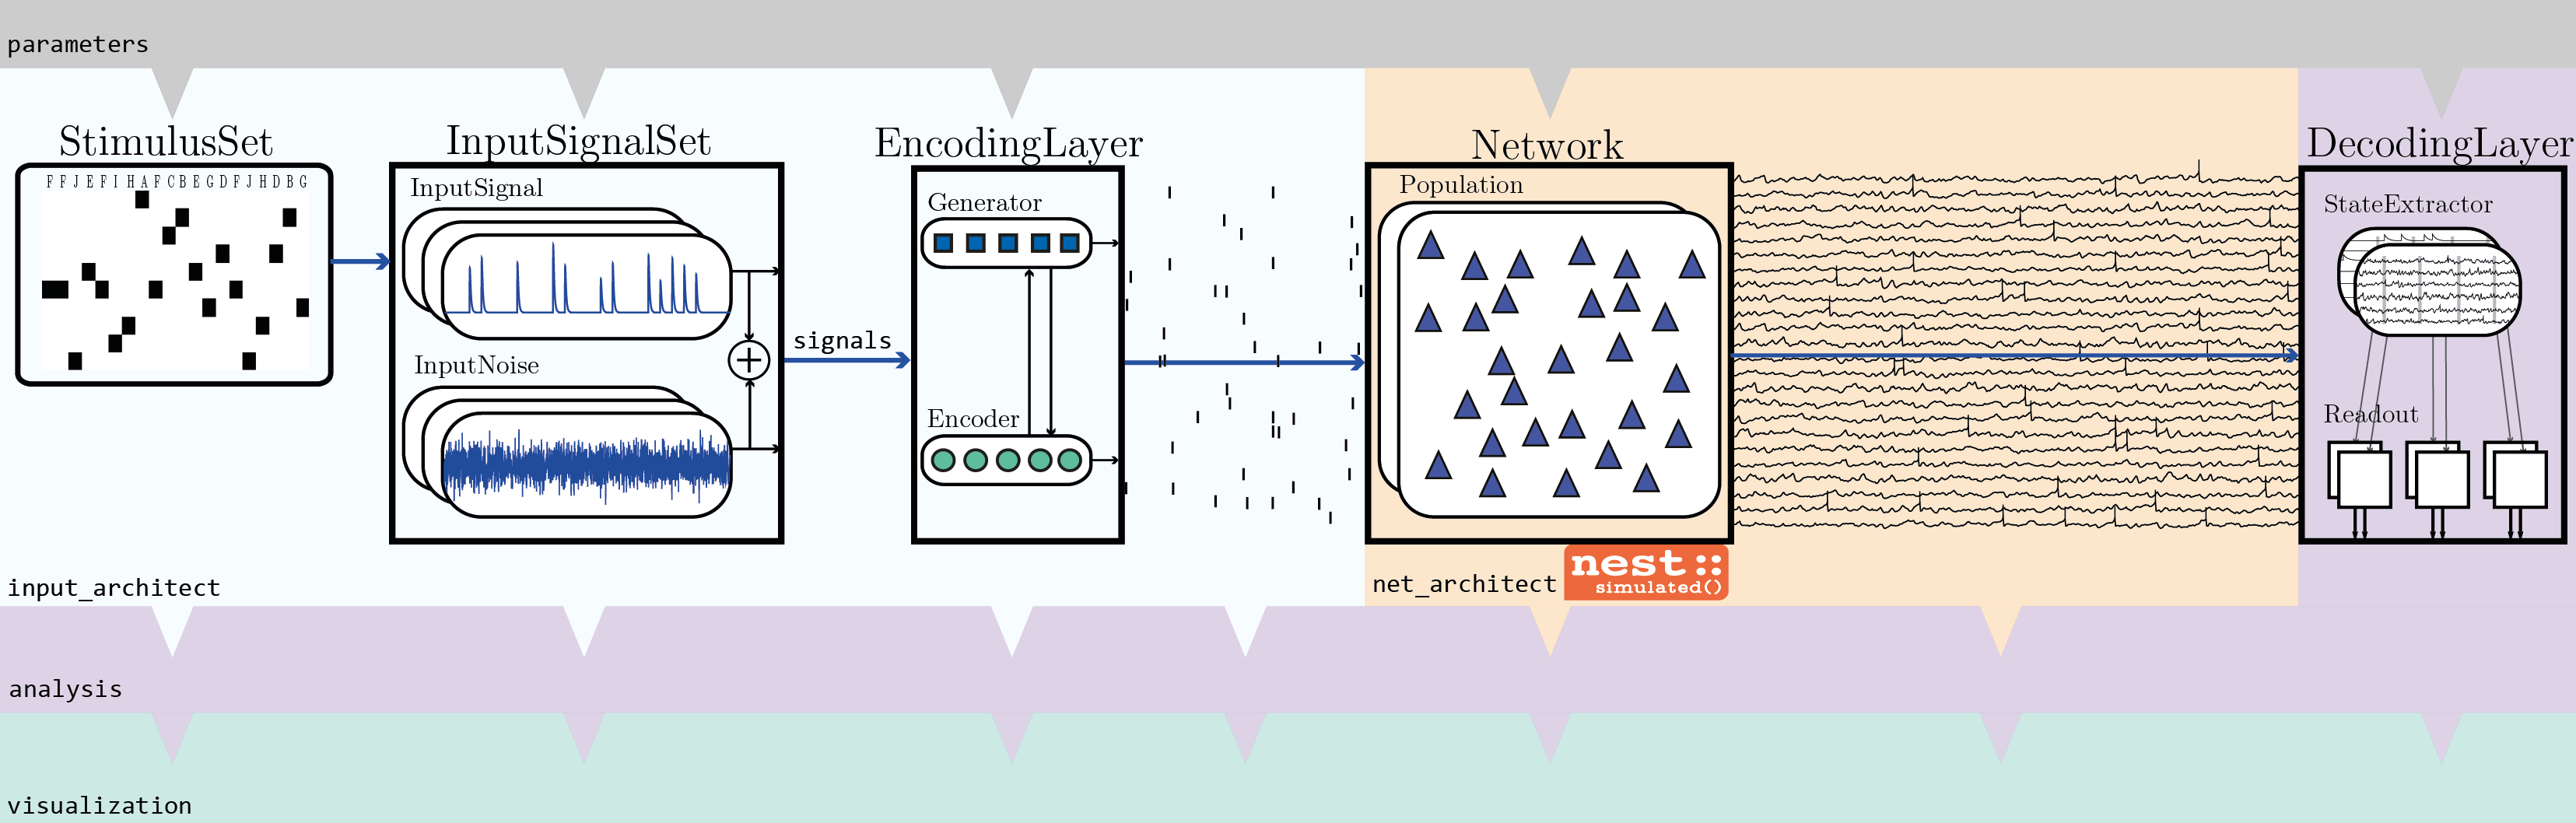 parameters
StimulusSet
F F J E F I H A F C B E G D F J H D B G
InputSignalSet
InputSignal
InputNoise
signals
EncodingLayer
Generator
Encoder
Network
Population
DecodingLayer
StateExtractor
Readout
input_architect
net_architect
nest::
simulated()
analysis
visualization